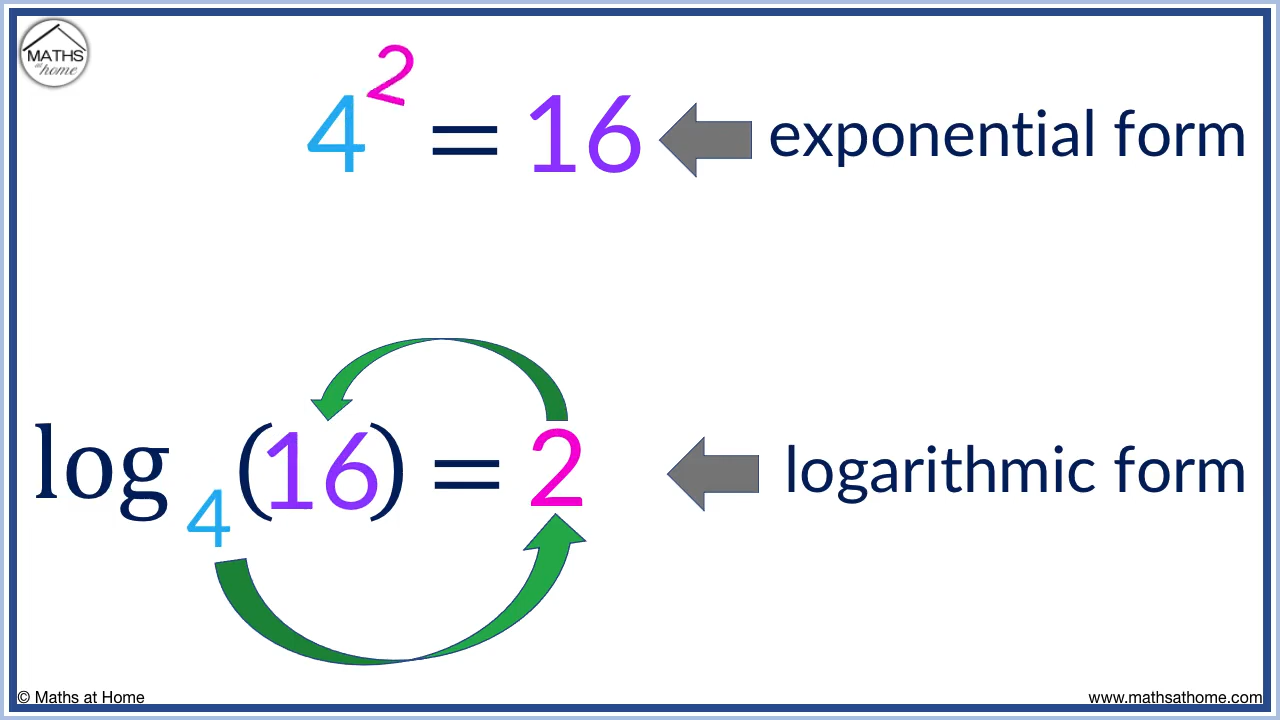 MATHS
at
home
4² = 16
exponential form
log₄(16) = 2
logarithmic form
© Maths at Home
www.mathsathome.com